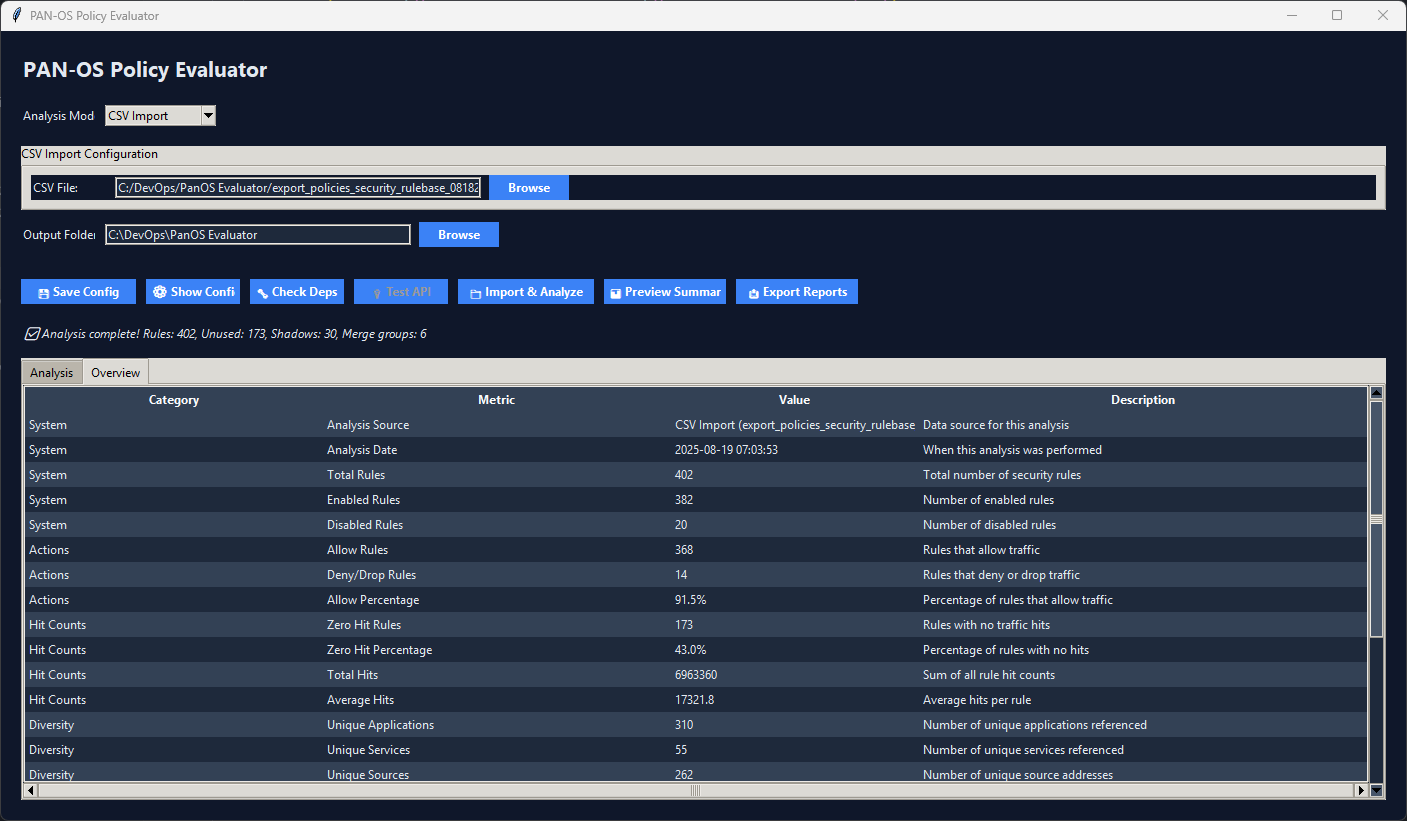 PAN-OS Policy Evaluator
PAN-OS Policy Evaluator
Analysis Mod CSV Import
CSV Import Configuration
CSV File: C:/DevOps/PanOS Evaluator/export_policies_security_rulebase_08182 Browse
Output Folder C:\DevOps\PanOS Evaluator Browse
Save Config Show Confi Check Deps Test API Import & Analyze Preview Summar Export Reports
Analysis complete! Rules: 402, Unused: 173, Shadows: 30, Merge groups: 6
Analysis Overview
Category Metric Value Description
System Analysis Source CSV Import (export_policies_security_rulebase Data source for this analysis
System Analysis Date 2025-08-19 07:03:53 When this analysis was performed
System Total Rules 402 Total number of security rules
System Enabled Rules 382 Number of enabled rules
System Disabled Rules 20 Number of disabled rules
Actions Allow Rules 368 Rules that allow traffic
Actions Deny/Drop Rules 14 Rules that deny or drop traffic
Actions Allow Percentage 91.5% Percentage of rules that allow traffic
Hit Counts Zero Hit Rules 173 Rules with no traffic hits
Hit Counts Zero Hit Percentage 43.0% Percentage of rules with no hits
Hit Counts Total Hits 6963360 Sum of all rule hit counts
Hit Counts Average Hits 17321.8 Average hits per rule
Diversity Unique Applications 310 Number of unique applications referenced
Diversity Unique Services 55 Number of unique services referenced
Diversity Unique Sources 262 Number of unique source addresses